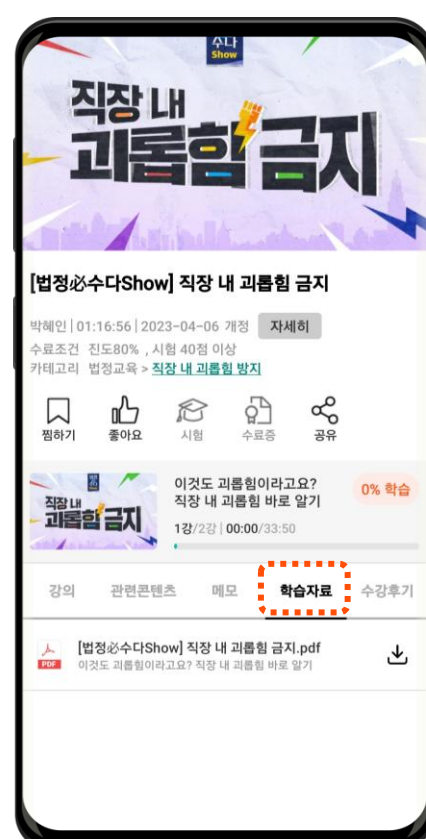 수다
Show
직장 내
괴롭힘 금지
[법정必수다Show] 직장 내 괴롭힘 금지
박혜인 | 01:16:56 | 2023-04-06 개정 자세히
수료조건 진도80% , 시험 40점 이상
카테고리 법정교육 > 직장 내 괴롭힘 방지
찜하기 좋아요 시험 수료증 공유
직장 내
괴롭힘 금지
이것도 괴롭힘이라고요?
직장 내 괴롭힘 바로 알기
0% 학습
1강/2강 | 00:00/33:50
강의 관련콘텐츠 메모 학습자료 수강후기
PDF
[법정必수다Show] 직장 내 괴롭힘 금지.pdf
이것도 괴롭힘이라고요? 직장 내 괴롭힘 바로 알기